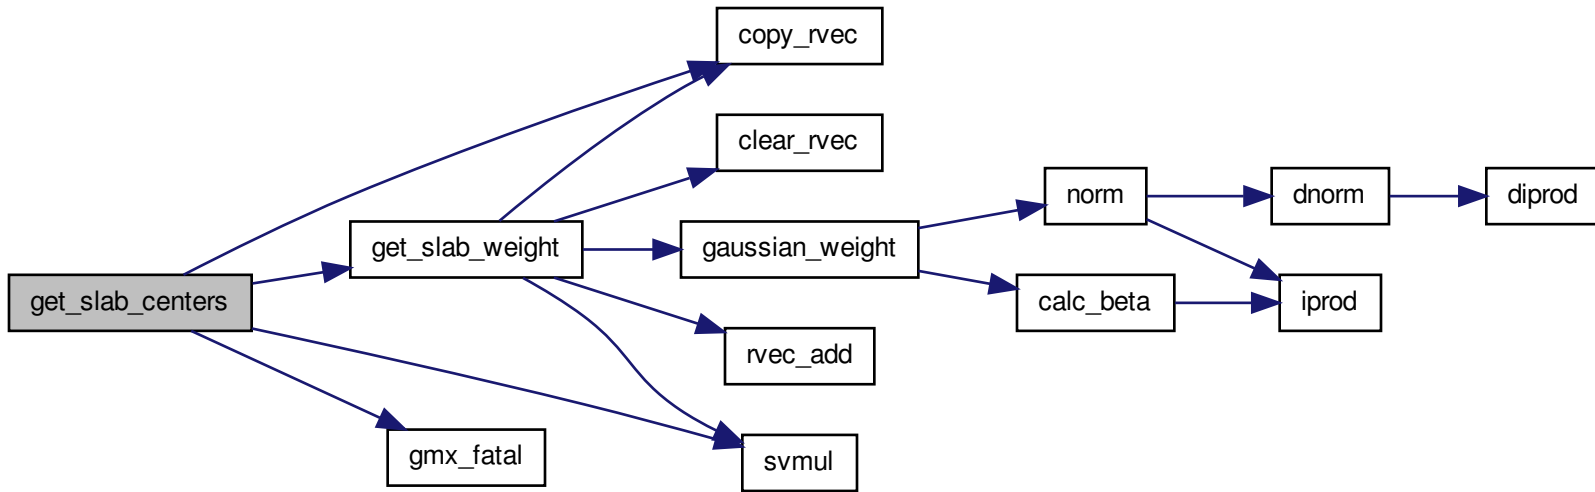 copy_rvec
clear_rvec
norm
dnorm
diprod
get_slab_weight
gaussian_weight
get_slab_centers
calc_beta
iprod
rvec_add
gmx_fatal
svmul